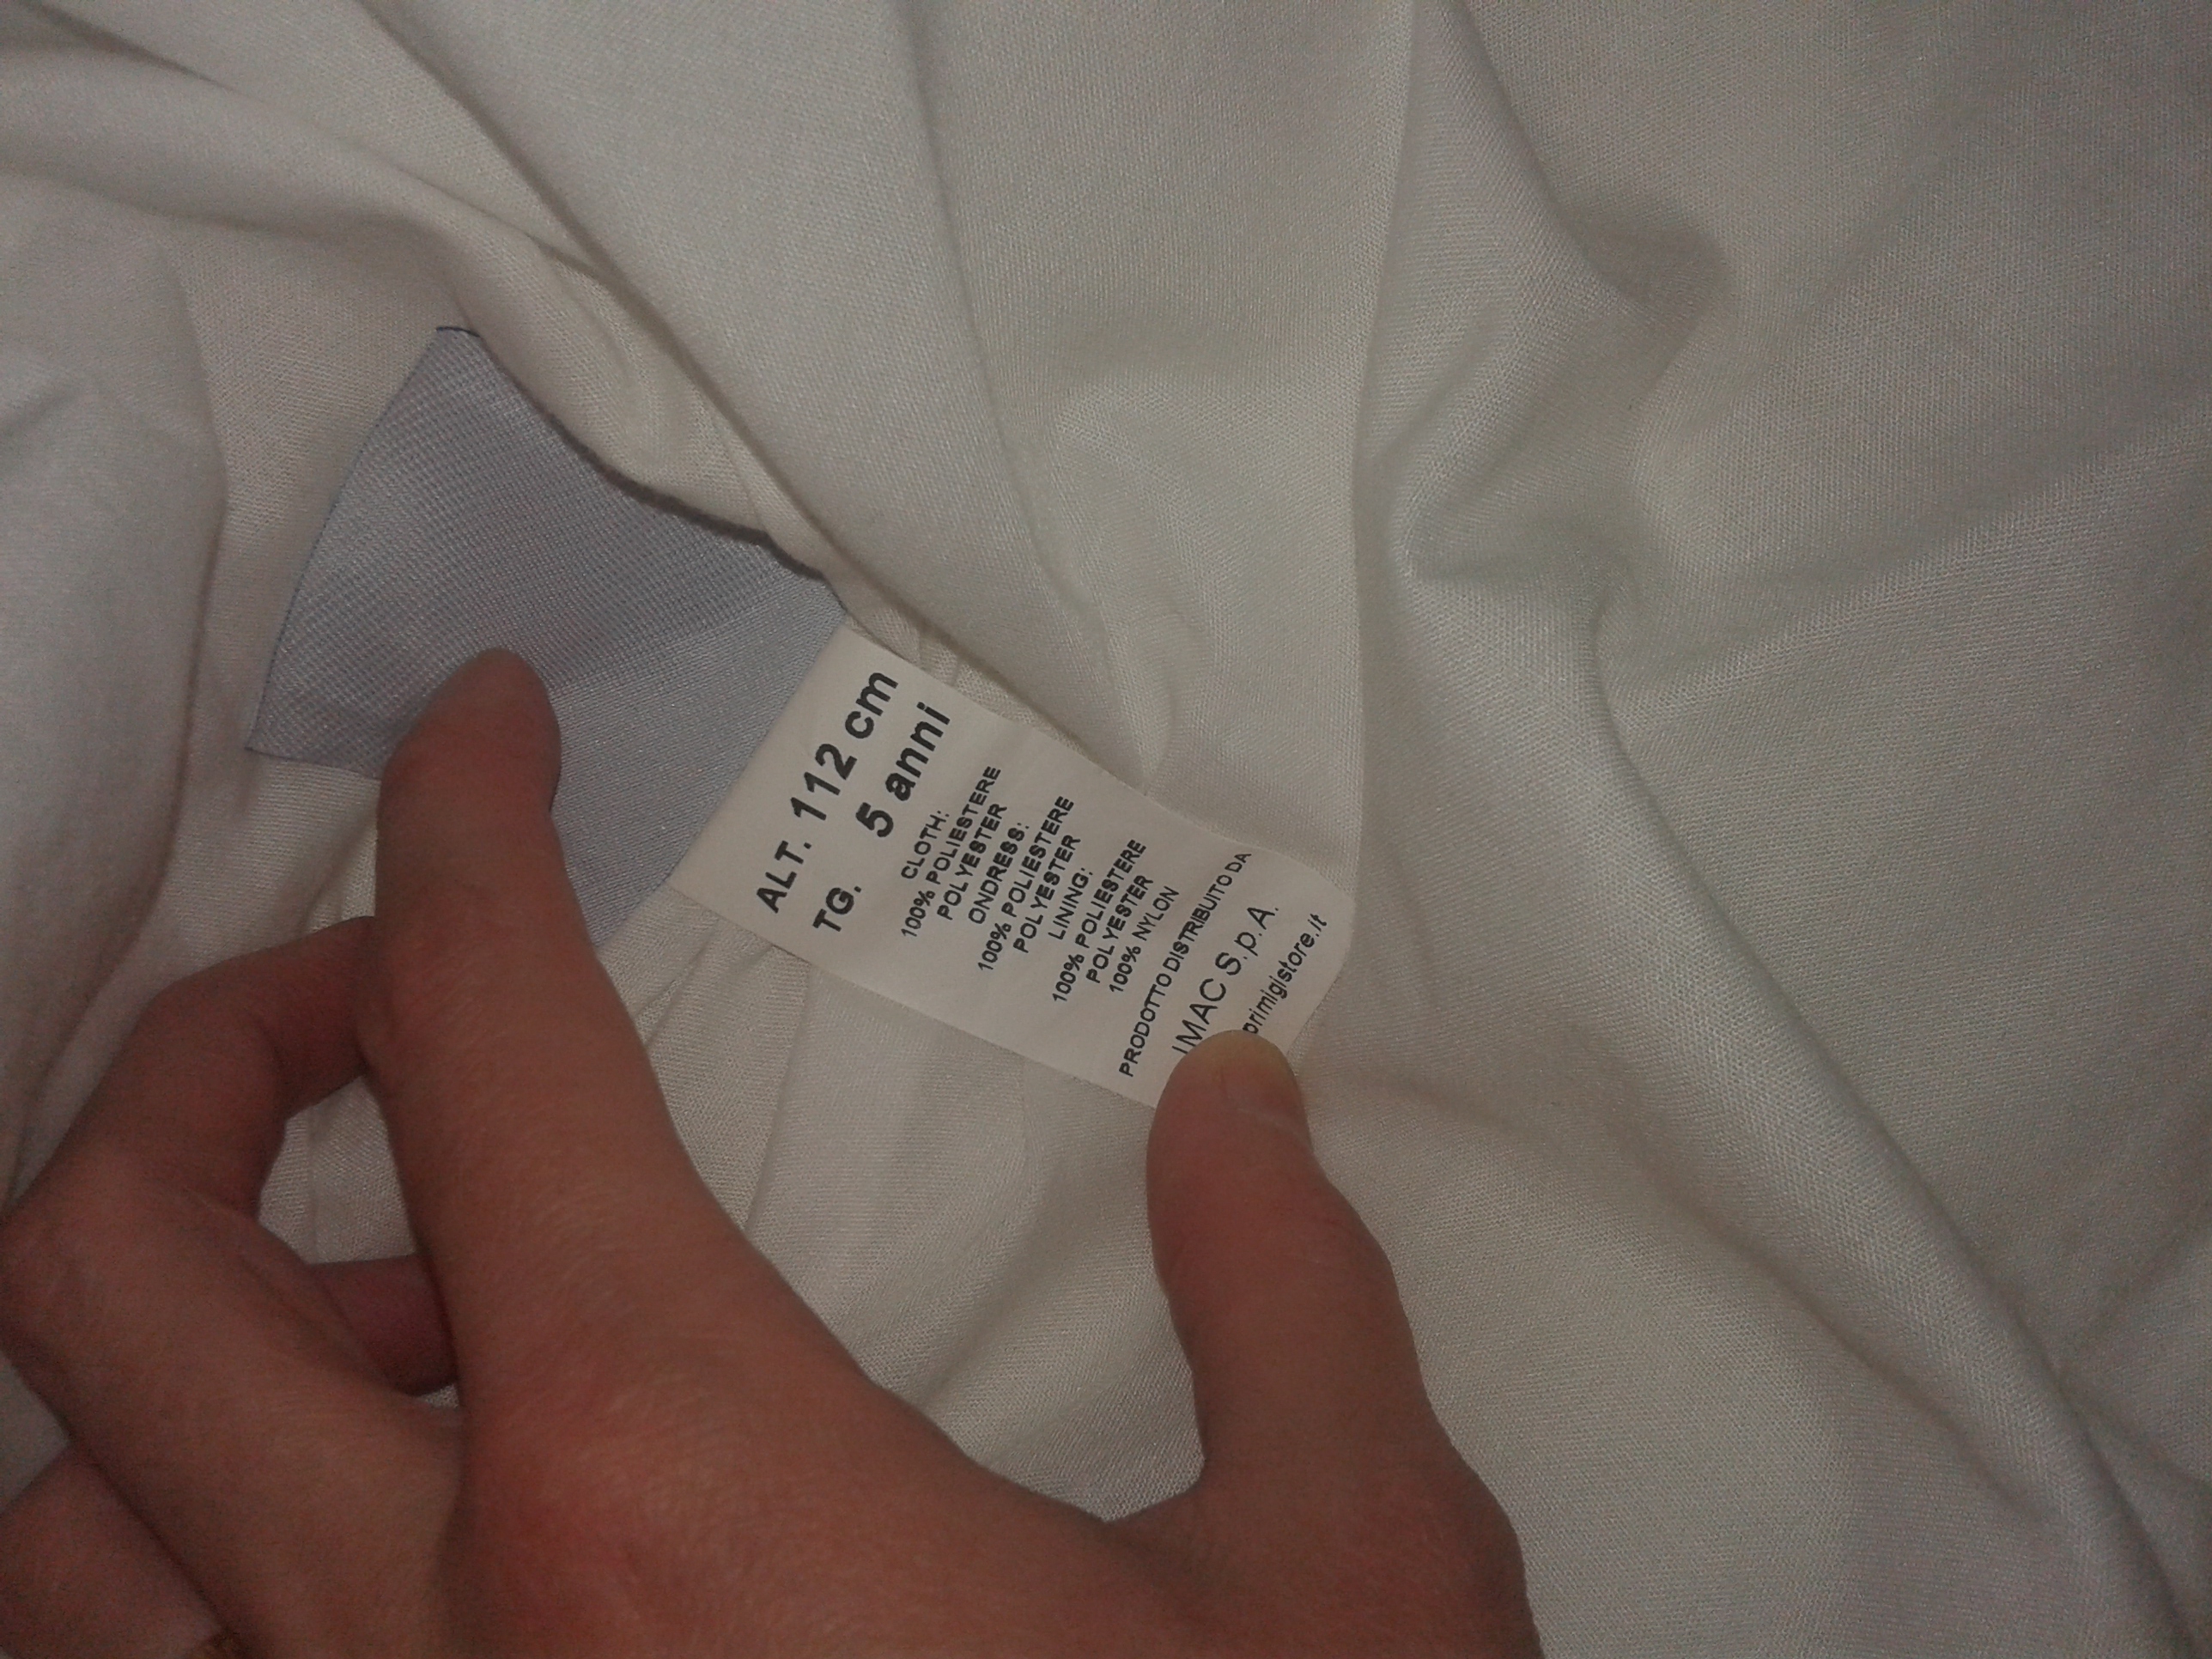 ALT. 112 cm
TG. 5 anni
CLOTH:
100% POLIESTERE
POLYESTER
ONDRESS:
100% POLIESTERE
POLYESTER
LINING:
100% POLIESTERE
POLYESTER
100% NYLON
PRODOTTO DISTRIBUITO DA
IMAC S.p.A.
primigistore.it